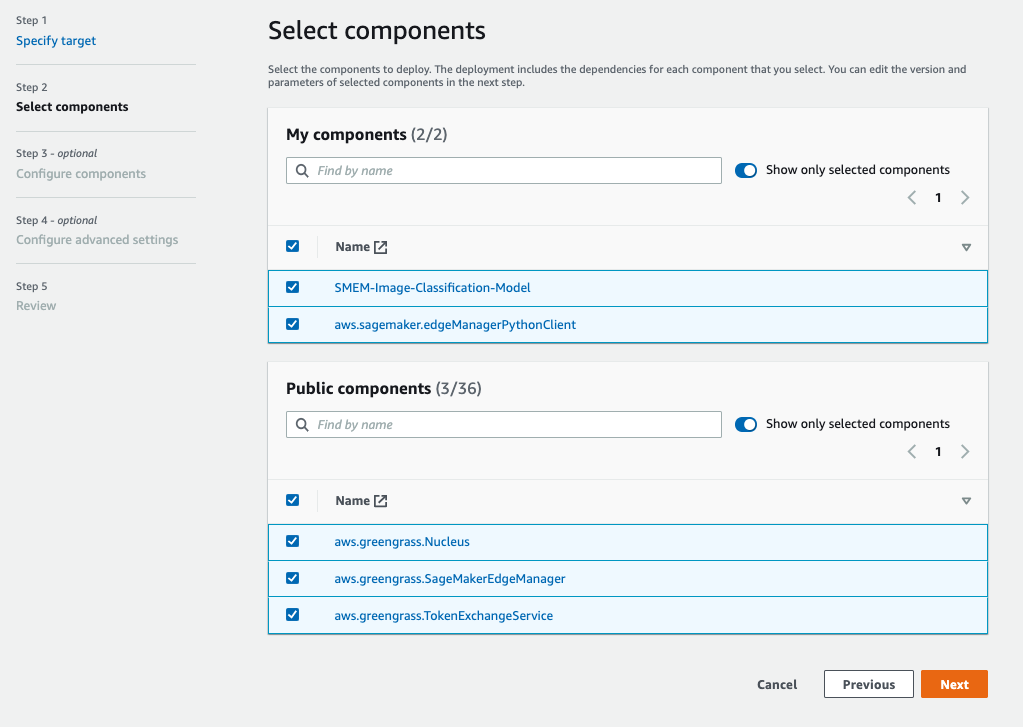 Step 1
Specify target
Step 2
Select components
Step 3 - optional
Configure components
Step 4 - optional
Configure advanced settings
Step 5
Review
Select components
Select the components to deploy. The deployment includes the dependencies for each component that you select. You can edit the version and
parameters of selected components in the next step.
My components (2/2)
Find by name
Show only selected components
1
Name
SMEM-Image-Classification-Model
aws.sagemaker.edgeManagerPythonClient
Public components (3/36)
Find by name
Show only selected components
1
Name
aws.greengrass.Nucleus
aws.greengrass.SageMakerEdgeManager
aws.greengrass.TokenExchangeService
Cancel Previous Next